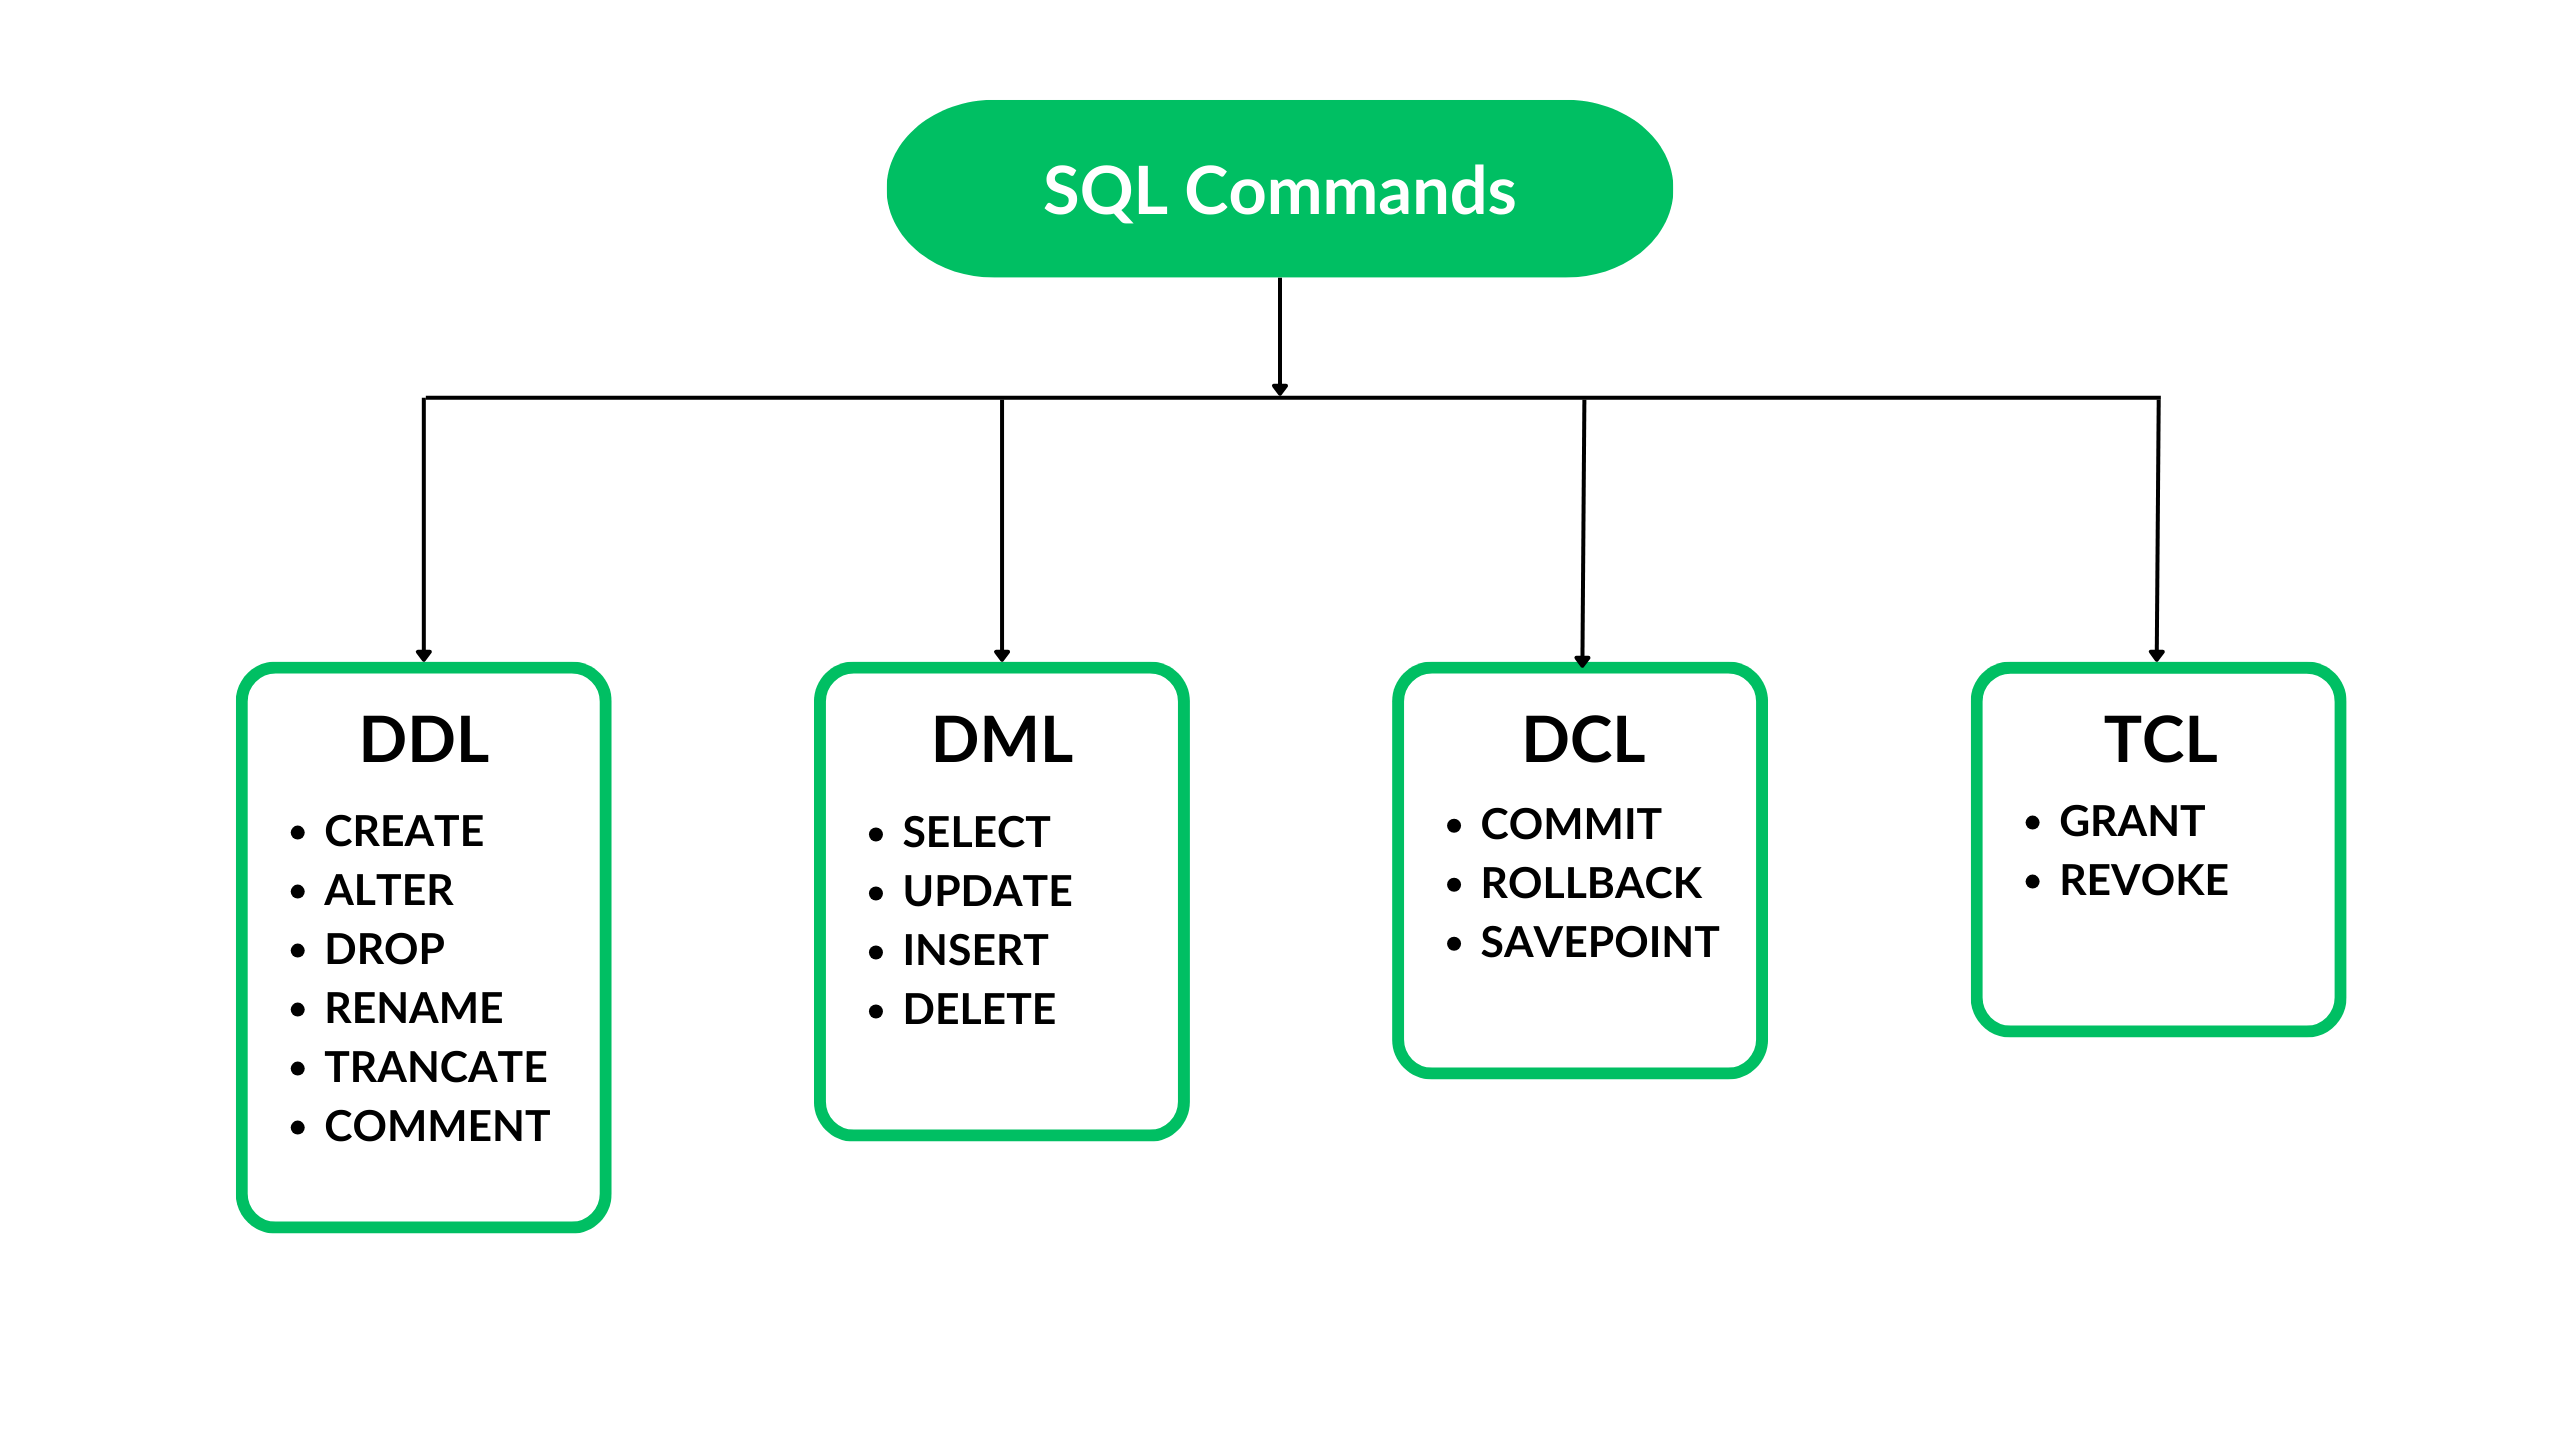 SQL Commands
DDL
• CREATE
• ALTER
• DROP
• RENAME
• TRANCATE
• COMMENT
DML
• SELECT
• UPDATE
• INSERT
• DELETE
DCL
• COMMIT
• ROLLBACK
• SAVEPOINT
TCL
• GRANT
• REVOKE